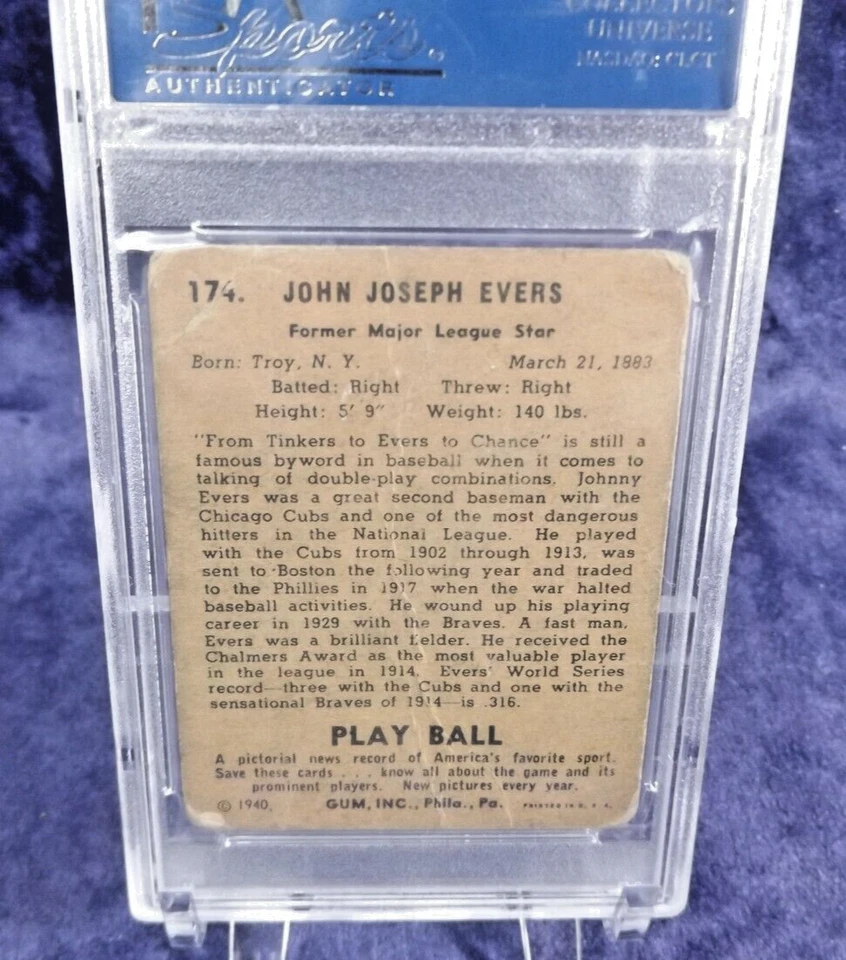 Sports
AUTHENTICATOR
COLLECTORS
UNIVERSE
NASDAQ: CLCT
174. JOHN JOSEPH EVERS
Former Major League Star
Born: Troy, N. Y. March 21, 1883
Batted: Right Threw: Right
Height: 5' 9" Weight: 140 lbs.
"From Tinkers to Evers to Chance" is still a
famous byword in baseball when it comes to
talking of double-play combinations. Johnny
Evers was a great second baseman with the
Chicago Cubs and one of the most dangerous
hitters in the National League. He played
with the Cubs from 1902 through 1913, was
sent to Boston the following year and traded
to the Phillies in 1917 when the war halted
baseball activities. He wound up his playing
career in 1929 with the Braves. A fast man,
Evers was a brilliant fielder. He received the
Chalmers Award as the most valuable player
in the league in 1914. Evers' World Series
record—three with the Cubs and one with the
sensational Braves of 1914—is .316.
PLAY BALL
A pictorial news record of America's favorite sport.
Save these cards . . . know all about the game and its
prominent players. New pictures every year.
© 1940, GUM, INC., Phila., Pa. PRINTED IN U. S. A.